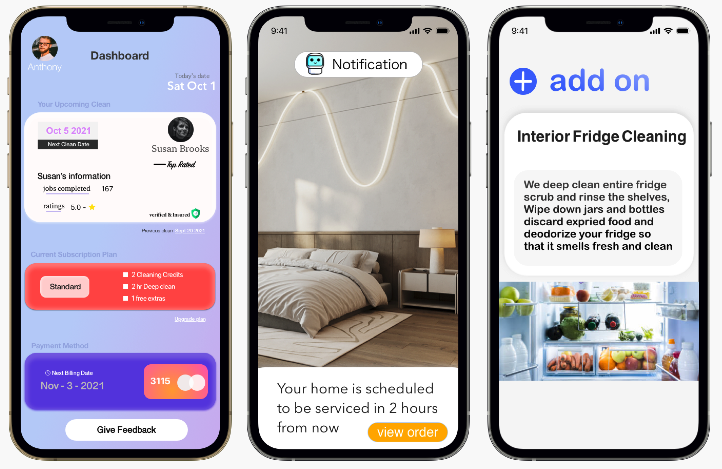 Dashboard
Anthony
Today's date
Sat Oct 1
Your Upcoming Clean
Oct 5 2021
Next Clean Date
Susan Brooks
Top Rated
Susan's information
jobs completed 167
ratings 5.0 -
verified & Insured
Previous clean Sept 20 2021
Current Subscription Plan
Standard
2 Cleaning Credits
2 hr Deep clean
1 free extras
Upgrade plan
Payment Method
Next Billing Date
Nov - 3 - 2021
3115
Give Feedback
9:41
Notification
Your home is scheduled
to be serviced in 2 hours
from now
view order
9:41
add on
Interior Fridge Cleaning
We deep clean entire fridge
scrub and rinse the shelves,
Wipe down jars and bottles
discard expried food and
deodorize your fridge so
that it smells fresh and clean